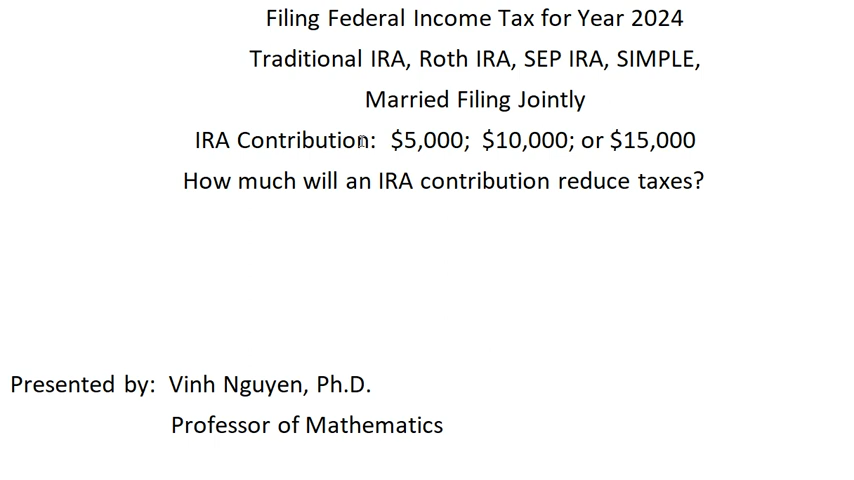 Filing Federal Income Tax for Year 2024
Traditional IRA, Roth IRA, SEP IRA, SIMPLE,
Married Filing Jointly
IRA Contribution: $5,000; $10,000; or $15,000
How much will an IRA contribution reduce taxes?
Presented by: Vinh Nguyen, Ph.D.
Professor of Mathematics